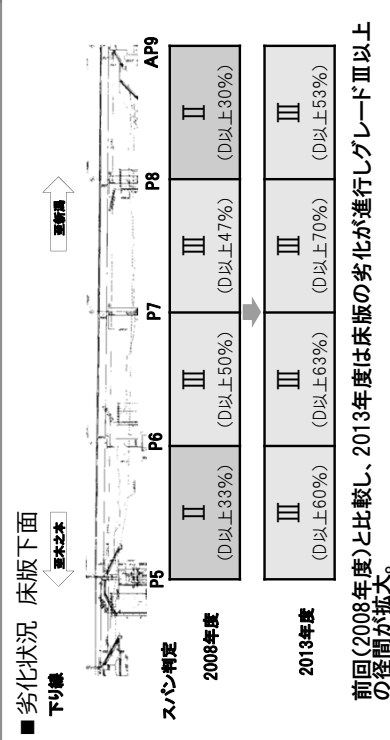 ■ 劣化状況 床版下面
下り線
至木之本
至新潟
P5 P6 P7 P8 AP9
スパン判定
2008年度
Ⅱ Ⅲ Ⅲ Ⅱ
(D以上33%) (D以上50%) (D以上47%) (D以上30%)
2013年度
Ⅲ Ⅲ Ⅲ Ⅲ
(D以上60%) (D以上63%) (D以上70%) (D以上53%)
前回(2008年度)と比較し、2013年度は床版の劣化が進行しグレードⅢ以上
の径間が拡大。